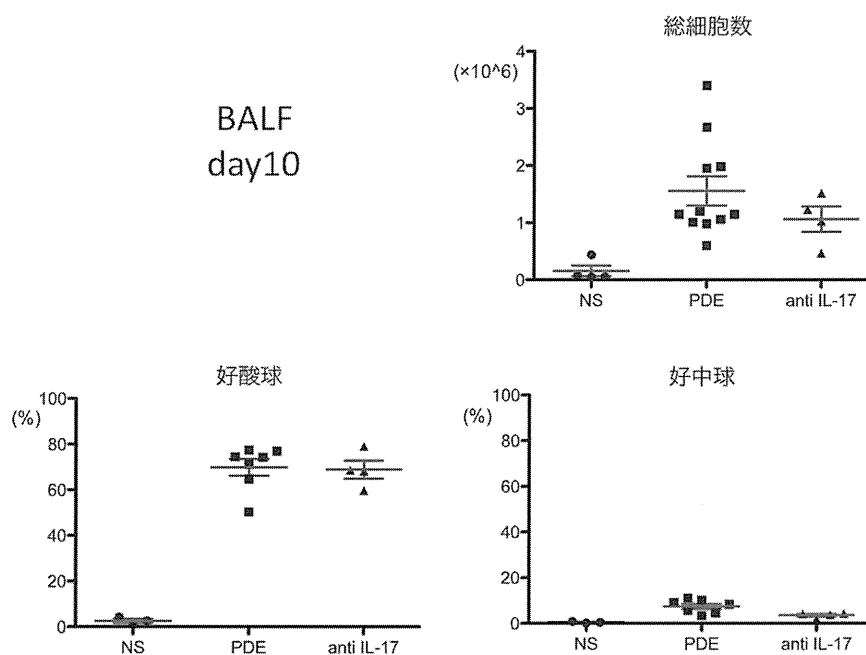 BALF
day10
総細胞数
(×10^6)
4
3
2
1
0
NS PDE anti IL-17
好酸球
(%)
100
80
60
40
20
0
NS PDE anti IL-17
好中球
(%)
100
80
60
40
20
0
NS PDE anti IL-17